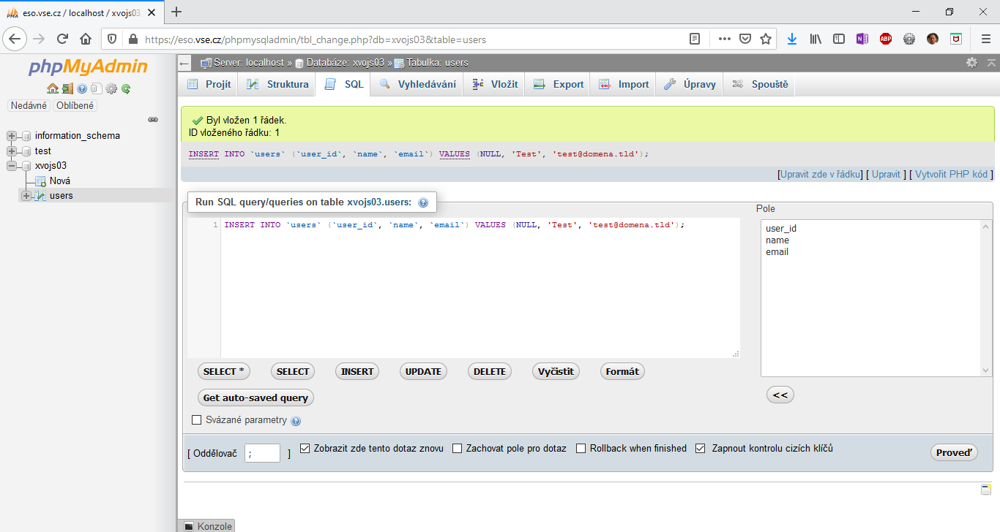 eso.vse.cz / localhost / xvojs03
https://eso.vse.cz/phpmysqladmin/tbl_change.php?db=xvojs03&table=users
phpMyAdmin
Nedávné Oblíbené
information_schema
test
xvojs03
Nová
users
Server: localhost » Databáze: xvojs03 » Tabulka: users
Projít Struktura SQL Vyhledávání Vložit Export Import Úpravy Spouště
Byl vložen 1 řádek.
ID vloženého řádku: 1
INSERT INTO `users` (`user_id`, `name`, `email`) VALUES (NULL, 'Test', 'test@domena.tld');
[Upravit zde v řádku] [ Upravit ] [ Vytvořit PHP kód ]
Run SQL query/queries on table xvojs03.users:
1 INSERT INTO `users` (`user_id`, `name`, `email`) VALUES (NULL, 'Test', 'test@domena.tld');
Pole
user_id
name
email
SELECT * SELECT INSERT UPDATE DELETE Vyčistit Formát
Get auto-saved query
<<
Svázané parametry
[ Oddělovač ; ] Zobrazit zde tento dotaz znovu Zachovat pole pro dotaz Rollback when finished Zapnout kontrolu cizích klíčů Proveď
Konzole